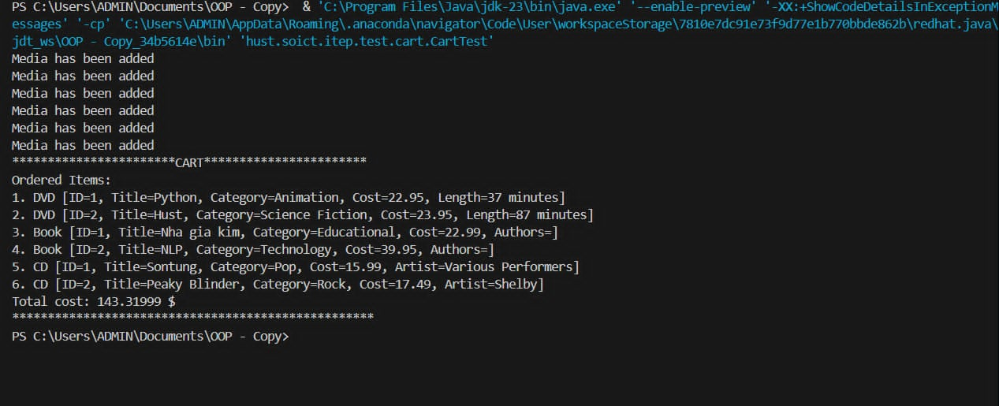 PS C:\Users\ADMIN\Documents\OOP - Copy>  & 'C:\Program Files\Java\jdk-23\bin\java.exe' '--enable-preview' '-XX:+ShowCodeDetailsInExceptionM
essages' '-cp' 'C:\Users\ADMIN\AppData\Roaming\.anaconda\navigator\Code\User\workspaceStorage\7810e7dc91e73f9d77e1b770bbde862b\redhat.java\
jdt_ws\OOP - Copy_34b5614e\bin' 'hust.soict.itep.test.cart.CartTest'
Media has been added
Media has been added
Media has been added
Media has been added
Media has been added
Media has been added
***********************CART***********************
Ordered Items:
1. DVD [ID=1, Title=Python, Category=Animation, Cost=22.95, Length=37 minutes]
2. DVD [ID=2, Title=Hust, Category=Science Fiction, Cost=23.95, Length=87 minutes]
3. Book [ID=1, Title=Nha gia kim, Category=Educational, Cost=22.99, Authors=]
4. Book [ID=2, Title=NLP, Category=Technology, Cost=39.95, Authors=]
5. CD [ID=1, Title=Sontung, Category=Pop, Cost=15.99, Artist=Various Performers]
6. CD [ID=2, Title=Peaky Blinder, Category=Rock, Cost=17.49, Artist=Shelby]
Total cost: 143.31999 $
***************************************************
PS C:\Users\ADMIN\Documents\OOP - Copy>